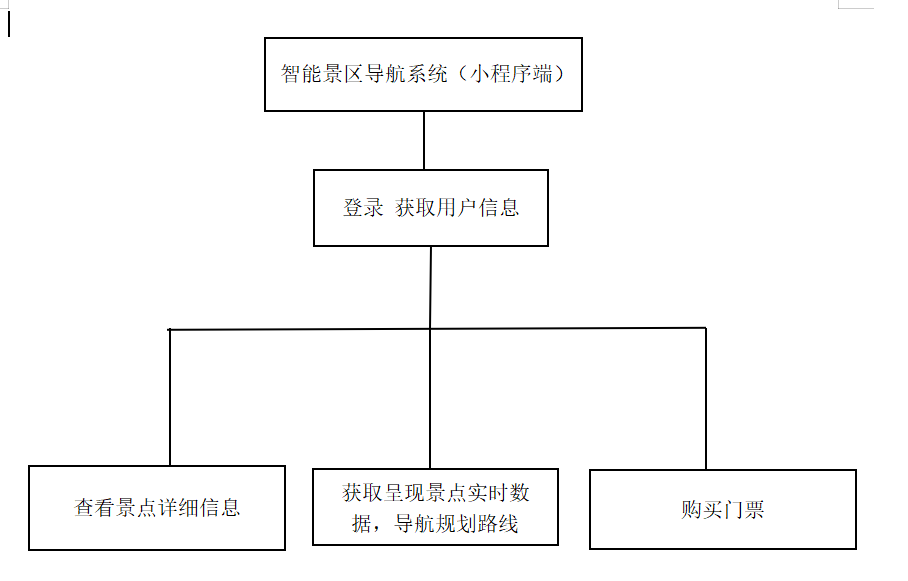 智能景区导航系统（小程序端）
登录 获取用户信息
查看景点详细信息
获取呈现景点实时数
据，导航规划路线
购买门票